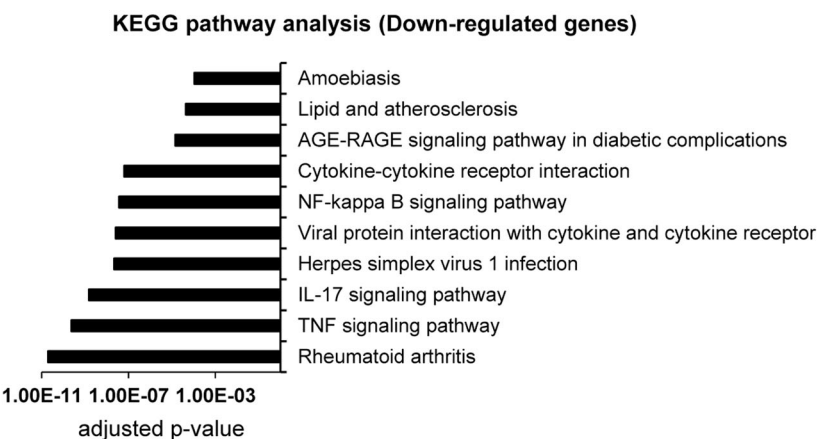 KEGG pathway analysis (Down-regulated genes)
Amoebiasis
Lipid and atherosclerosis
AGE-RAGE signaling pathway in diabetic complications
Cytokine-cytokine receptor interaction
NF-kappa B signaling pathway
Viral protein interaction with cytokine and cytokine receptor
Herpes simplex virus 1 infection
IL-17 signaling pathway
TNF signaling pathway
Rheumatoid arthritis
1.00E-11 1.00E-07 1.00E-03
adjusted p-value